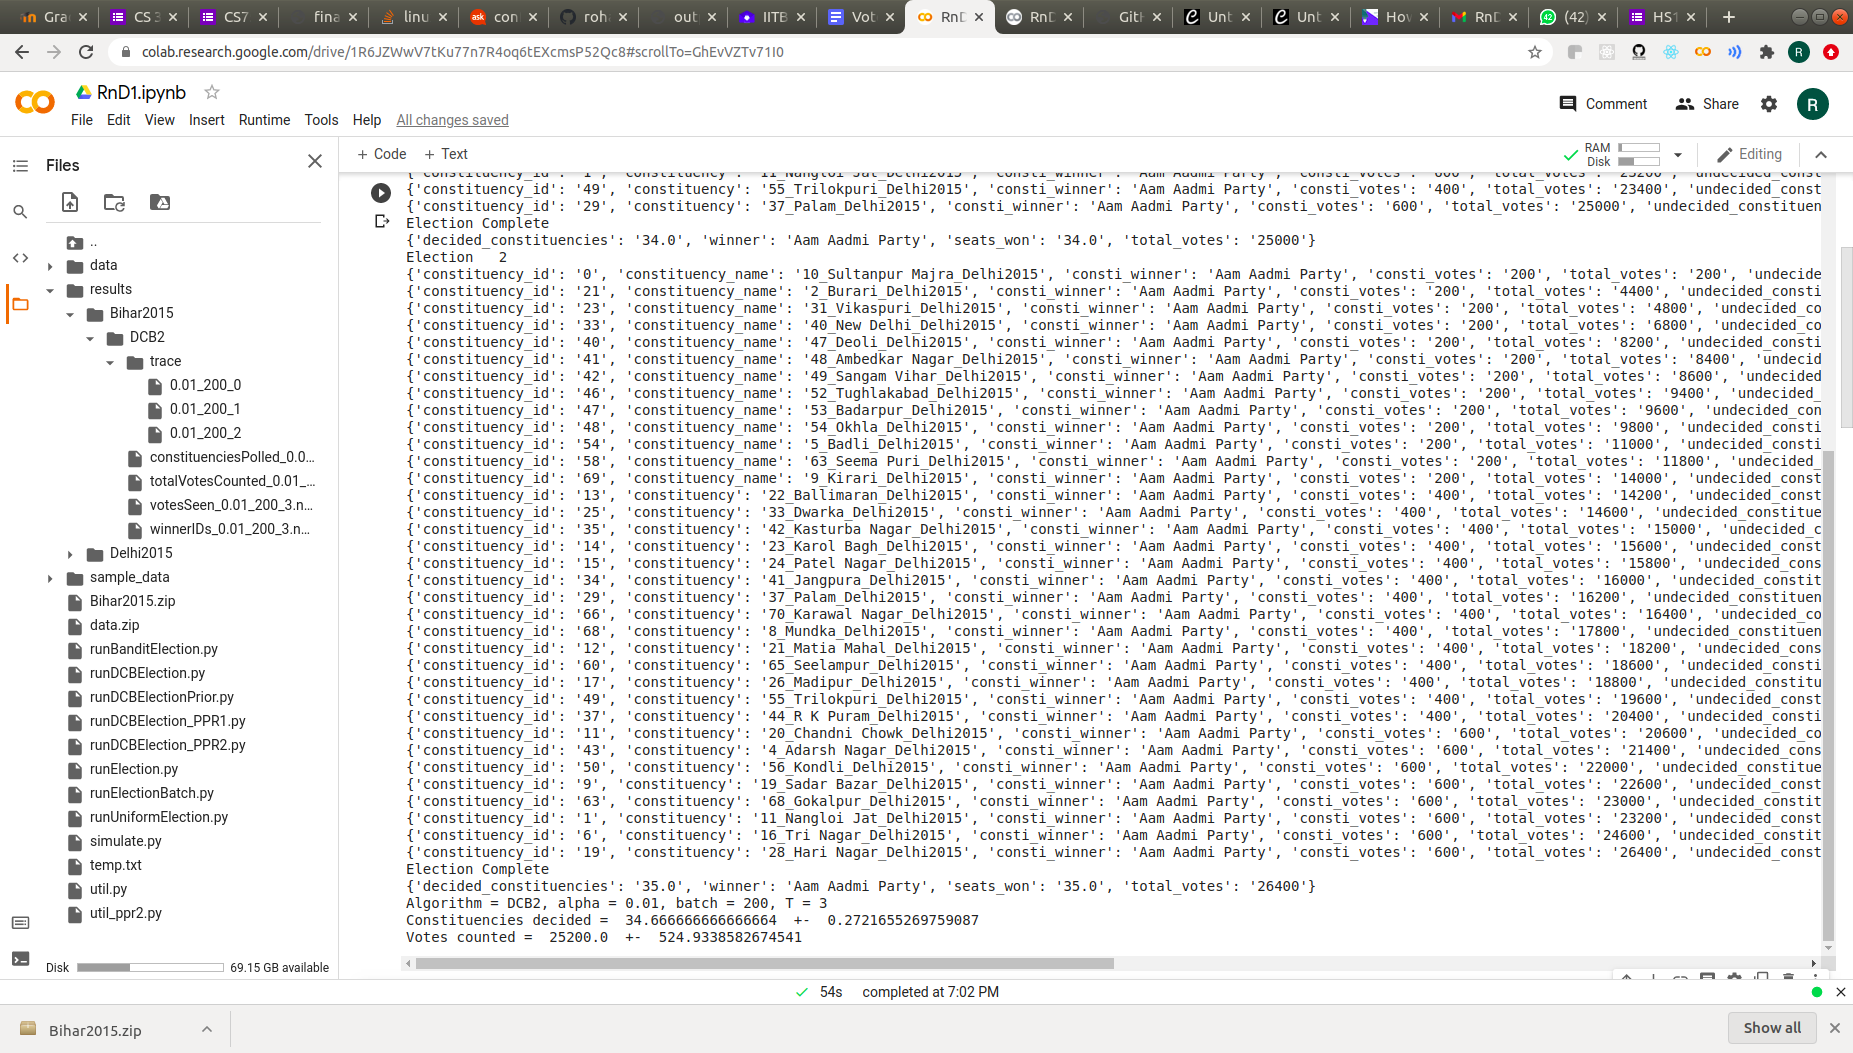 Gra
CS 3
CS7
fina
linu
con
roh
out
IITB
Vot
RnD
RnD
GitH
Unt
Unt
How
RnD
(42)
HS1
colab.research.google.com/drive/1R6JZWwV7tKu77n7R4oq6tEXcmsP52Qc8#scrollTo=GhEvVZTv71I0
RnD1.ipynb
Comment
Share
File Edit View Insert Runtime Tools Help All changes saved
Files
+ Code + Text
RAM
Disk
Editing
..
data
results
Bihar2015
DCB2
trace
0.01_200_0
0.01_200_1
0.01_200_2
constituenciesPolled_0.0...
totalVotesCounted_0.01_...
votesSeen_0.01_200_3.n...
winnerIDs_0.01_200_3.n...
Delhi2015
sample_data
Bihar2015.zip
data.zip
runBanditElection.py
runDCBElection.py
runDCBElectionPrior.py
runDCBElection_PPR1.py
runDCBElection_PPR2.py
runElection.py
runElectionBatch.py
runUniformElection.py
simulate.py
temp.txt
util.py
util_ppr2.py
Disk 69.15 GB available
{'constituency_id': '1', 'constituency': '11_Nangloi Jat_Delhi2015', 'consti_winner': 'Aam Aadmi Party', 'consti_votes': '600', 'total_votes': '23200', 'undecided_const
{'constituency_id': '49', 'constituency': '55_Trilokpuri_Delhi2015', 'consti_winner': 'Aam Aadmi Party', 'consti_votes': '400', 'total_votes': '23400', 'undecided_const
{'constituency_id': '29', 'constituency': '37_Palam_Delhi2015', 'consti_winner': 'Aam Aadmi Party', 'consti_votes': '600', 'total_votes': '25000', 'undecided_constituen
Election Complete
{'decided_constituencies': '34.0', 'winner': 'Aam Aadmi Party', 'seats_won': '34.0', 'total_votes': '25000'}
Election 2
{'constituency_id': '0', 'constituency_name': '10_Sultanpur Majra_Delhi2015', 'consti_winner': 'Aam Aadmi Party', 'consti_votes': '200', 'total_votes': '200', 'undecide
{'constituency_id': '21', 'constituency_name': '2_Burari_Delhi2015', 'consti_winner': 'Aam Aadmi Party', 'consti_votes': '200', 'total_votes': '4400', 'undecided_consti
{'constituency_id': '23', 'constituency_name': '31_Vikaspuri_Delhi2015', 'consti_winner': 'Aam Aadmi Party', 'consti_votes': '200', 'total_votes': '4800', 'undecided_co
{'constituency_id': '33', 'constituency_name': '40_New Delhi_Delhi2015', 'consti_winner': 'Aam Aadmi Party', 'consti_votes': '200', 'total_votes': '6800', 'undecided_co
{'constituency_id': '40', 'constituency_name': '47_Deoli_Delhi2015', 'consti_winner': 'Aam Aadmi Party', 'consti_votes': '200', 'total_votes': '8200', 'undecided_consti
{'constituency_id': '41', 'constituency_name': '48_Ambedkar Nagar_Delhi2015', 'consti_winner': 'Aam Aadmi Party', 'consti_votes': '200', 'total_votes': '8400', 'undecid
{'constituency_id': '42', 'constituency_name': '49_Sangam Vihar_Delhi2015', 'consti_winner': 'Aam Aadmi Party', 'consti_votes': '200', 'total_votes': '8600', 'undecided
{'constituency_id': '46', 'constituency_name': '52_Tughlakabad_Delhi2015', 'consti_winner': 'Aam Aadmi Party', 'consti_votes': '200', 'total_votes': '9400', 'undecided_
{'constituency_id': '47', 'constituency_name': '53_Badarpur_Delhi2015', 'consti_winner': 'Aam Aadmi Party', 'consti_votes': '200', 'total_votes': '9600', 'undecided_con
{'constituency_id': '48', 'constituency_name': '54_Okhla_Delhi2015', 'consti_winner': 'Aam Aadmi Party', 'consti_votes': '200', 'total_votes': '9800', 'undecided_consti
{'constituency_id': '54', 'constituency_name': '5_Badli_Delhi2015', 'consti_winner': 'Aam Aadmi Party', 'consti_votes': '200', 'total_votes': '11000', 'undecided_consti
{'constituency_id': '58', 'constituency_name': '63_Seema Puri_Delhi2015', 'consti_winner': 'Aam Aadmi Party', 'consti_votes': '200', 'total_votes': '11800', 'undecided_
{'constituency_id': '69', 'constituency_name': '9_Kirari_Delhi2015', 'consti_winner': 'Aam Aadmi Party', 'consti_votes': '200', 'total_votes': '14000', 'undecided_const
{'constituency_id': '13', 'constituency': '22_Ballimaran_Delhi2015', 'consti_winner': 'Aam Aadmi Party', 'consti_votes': '400', 'total_votes': '14200', 'undecided_const
{'constituency_id': '25', 'constituency': '33_Dwarka_Delhi2015', 'consti_winner': 'Aam Aadmi Party', 'consti_votes': '400', 'total_votes': '14600', 'undecided_constitue
{'constituency_id': '35', 'constituency': '42_Kasturba Nagar_Delhi2015', 'consti_winner': 'Aam Aadmi Party', 'consti_votes': '400', 'total_votes': '15000', 'undecided_c
{'constituency_id': '14', 'constituency': '23_Karol Bagh_Delhi2015', 'consti_winner': 'Aam Aadmi Party', 'consti_votes': '400', 'total_votes': '15600', 'undecided_const
{'constituency_id': '15', 'constituency': '24_Patel Nagar_Delhi2015', 'consti_winner': 'Aam Aadmi Party', 'consti_votes': '400', 'total_votes': '15800', 'undecided_cons
{'constituency_id': '34', 'constituency': '41_Jangpura_Delhi2015', 'consti_winner': 'Aam Aadmi Party', 'consti_votes': '400', 'total_votes': '16000', 'undecided_constit
{'constituency_id': '29', 'constituency': '37_Palam_Delhi2015', 'consti_winner': 'Aam Aadmi Party', 'consti_votes': '400', 'total_votes': '16200', 'undecided_constituen
{'constituency_id': '66', 'constituency': '70_Karawal Nagar_Delhi2015', 'consti_winner': 'Aam Aadmi Party', 'consti_votes': '400', 'total_votes': '16400', 'undecided_co
{'constituency_id': '68', 'constituency': '8_Mundka_Delhi2015', 'consti_winner': 'Aam Aadmi Party', 'consti_votes': '400', 'total_votes': '17800', 'undecided_constituen
{'constituency_id': '12', 'constituency': '21_Matia Mahal_Delhi2015', 'consti_winner': 'Aam Aadmi Party', 'consti_votes': '400', 'total_votes': '18200', 'undecided_cons
{'constituency_id': '60', 'constituency': '65_Seelampur_Delhi2015', 'consti_winner': 'Aam Aadmi Party', 'consti_votes': '400', 'total_votes': '18600', 'undecided_consti
{'constituency_id': '17', 'constituency': '26_Madipur_Delhi2015', 'consti_winner': 'Aam Aadmi Party', 'consti_votes': '400', 'total_votes': '18800', 'undecided_constitu
{'constituency_id': '49', 'constituency': '55_Trilokpuri_Delhi2015', 'consti_winner': 'Aam Aadmi Party', 'consti_votes': '400', 'total_votes': '19600', 'undecided_const
{'constituency_id': '37', 'constituency': '44_R K Puram_Delhi2015', 'consti_winner': 'Aam Aadmi Party', 'consti_votes': '400', 'total_votes': '20400', 'undecided_consti
{'constituency_id': '11', 'constituency': '20_Chandni Chowk_Delhi2015', 'consti_winner': 'Aam Aadmi Party', 'consti_votes': '600', 'total_votes': '20600', 'undecided_co
{'constituency_id': '43', 'constituency': '4_Adarsh Nagar_Delhi2015', 'consti_winner': 'Aam Aadmi Party', 'consti_votes': '600', 'total_votes': '21400', 'undecided_cons
{'constituency_id': '50', 'constituency': '56_Kondli_Delhi2015', 'consti_winner': 'Aam Aadmi Party', 'consti_votes': '600', 'total_votes': '22000', 'undecided_constitue
{'constituency_id': '9', 'constituency': '19_Sadar Bazar_Delhi2015', 'consti_winner': 'Aam Aadmi Party', 'consti_votes': '600', 'total_votes': '22600', 'undecided_const
{'constituency_id': '63', 'constituency': '68_Gokalpur_Delhi2015', 'consti_winner': 'Aam Aadmi Party', 'consti_votes': '600', 'total_votes': '23000', 'undecided_constit
{'constituency_id': '1', 'constituency': '11_Nangloi Jat_Delhi2015', 'consti_winner': 'Aam Aadmi Party', 'consti_votes': '600', 'total_votes': '23200', 'undecided_const
{'constituency_id': '6', 'constituency': '16_Tri Nagar_Delhi2015', 'consti_winner': 'Aam Aadmi Party', 'consti_votes': '600', 'total_votes': '24600', 'undecided_constit
{'constituency_id': '19', 'constituency': '28_Hari Nagar_Delhi2015', 'consti_winner': 'Aam Aadmi Party', 'consti_votes': '600', 'total_votes': '26400', 'undecided_const
Election Complete
{'decided_constituencies': '35.0', 'winner': 'Aam Aadmi Party', 'seats_won': '35.0', 'total_votes': '26400'}
Algorithm = DCB2, alpha = 0.01, batch = 200, T = 3
Constituencies decided = 34.666666666666664 +- 0.2721655269759087
Votes counted = 25200.0 +- 524.9338582674541
54s completed at 7:02 PM
Bihar2015.zip
Show all